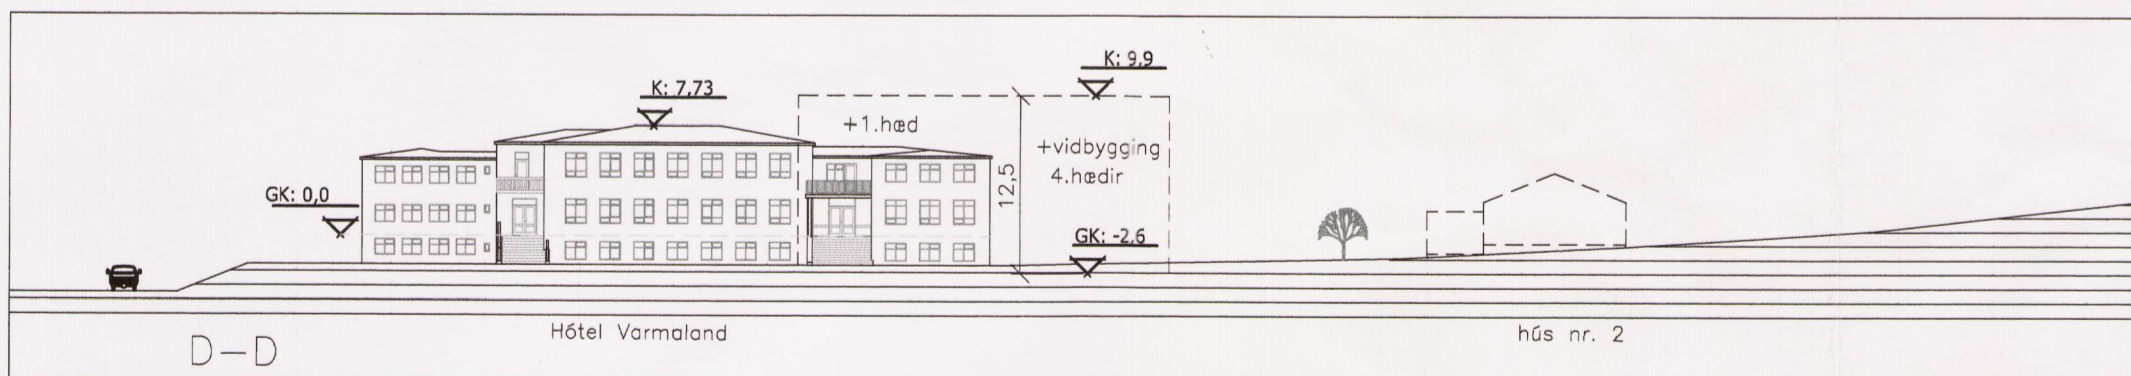 K: 9,9
K: 7,73
+1.hæd
+vidbygging
4.hædir
12,5
GK: 0,0
GK: -2,6
Hótel Varmaland
hús nr. 2
D-D